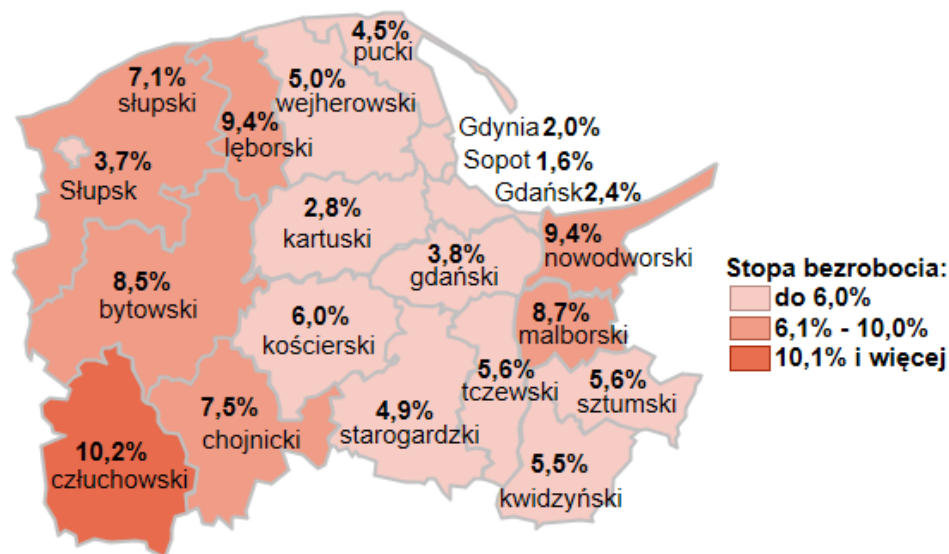 4,5%
pucki
7,1%
słupski
5,0%
wejherowski
9,4%
lęborski
Gdynia 2,0%
Sopot 1,6%
Gdańsk 2,4%
3,7%
Słupsk
2,8%
kartuski
3,8%
gdański
9,4%
nowodworski
8,5%
bytowski
6,0%
kościerski
8,7%
malborski
Stopa bezrobocia:
do 6,0%
6,1% - 10,0%
10,1% i więcej
5,6%
tczewski
5,6%
sztumski
7,5%
chojnicki
4,9%
starogardzki
10,2%
człuchowski
5,5%
kwidzyński